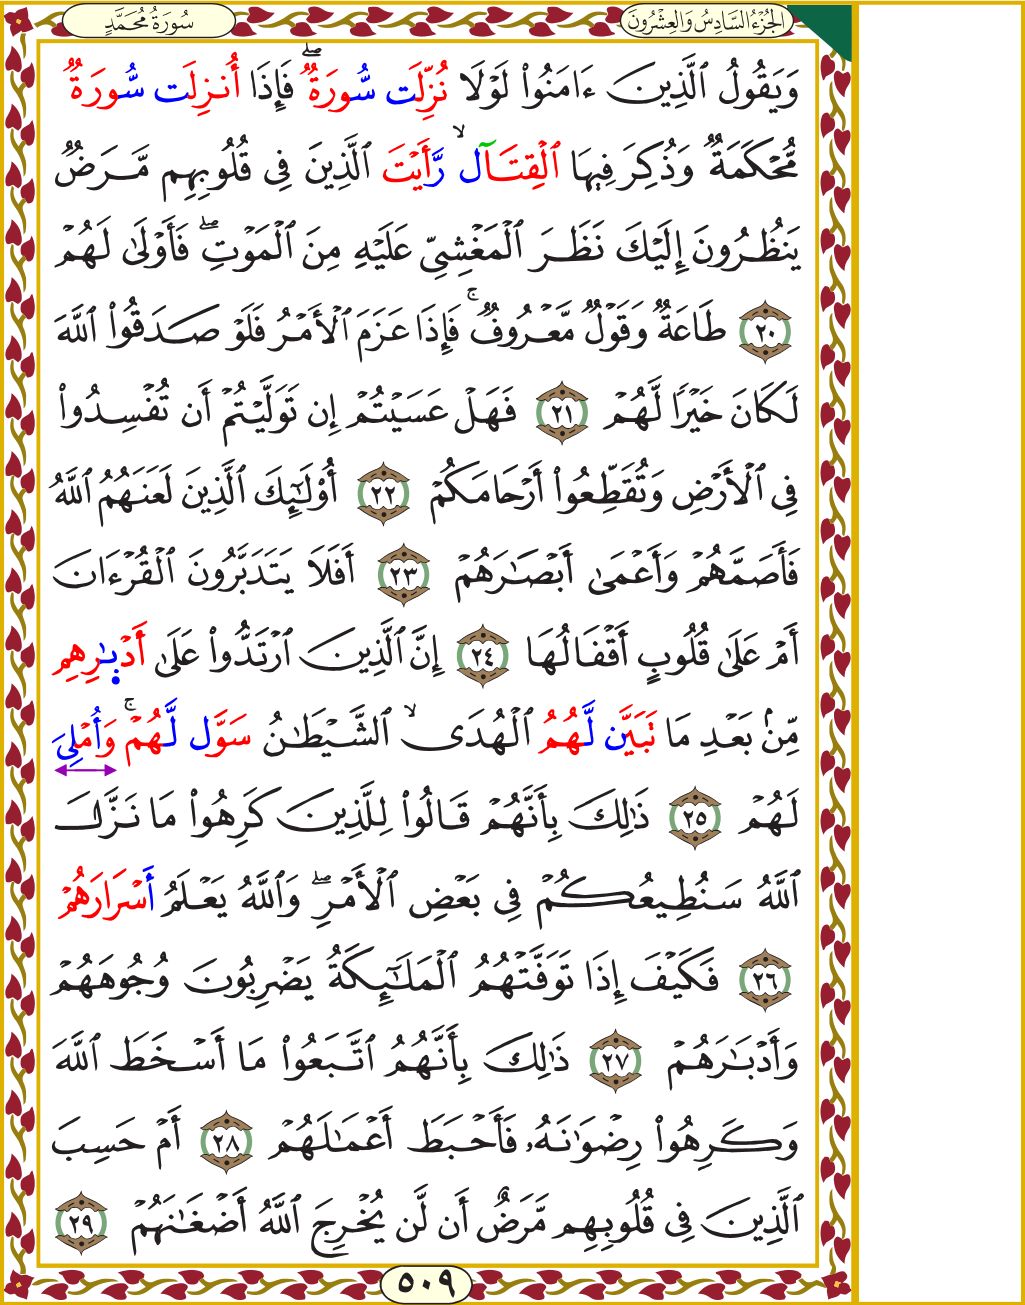 الجُزْءُ السَّادِسُ وَالعِشْرُونَ
سُورَةُ مُحَمَّدٍ
وَيَقُولُ ٱلَّذِينَ ءَامَنُوا۟ لَوْلَا نُزِّلَت سُّورَةٌ ۖ فَإِذَا أُنزِلَت سُّورَةٌ
مُّحْكَمَةٌ وَذُكِرَ فِيهَا ٱلْقِتَآل ۙ رَّأَيْتَ ٱلَّذِينَ فِى قُلُوبِهِم مَّرَضٌ
يَنظُرُونَ إِلَيْكَ نَظَرَ ٱلْمَغْشِىِّ عَلَيْهِ مِنَ ٱلْمَوْتِ ۖ فَأَوْلَىٰ لَهُمْ
٢٠ طَاعَةٌ وَقَوْلٌ مَّعْرُوفٌ ۚ فَإِذَا عَزَمَ ٱلْأَمْرُ فَلَوْ صَدَقُوا۟ ٱللَّهَ
لَكَانَ خَيْرًا لَّهُمْ ٢١ فَهَلْ عَسَيْتُمْ إِن تَوَلَّيْتُمْ أَن تُفْسِدُوا۟
فِى ٱلْأَرْضِ وَتُقَطِّعُوا۟ أَرْحَامَكُمْ ٢٢ أُو۟لَٰٓئِكَ ٱلَّذِينَ لَعَنَهُمُ ٱللَّهُ
فَأَصَمَّهُمْ وَأَعْمَىٰ أَبْصَٰرَهُمْ ٢٣ أَفَلَا يَتَدَبَّرُونَ ٱلْقُرْءَانَ
أَمْ عَلَىٰ قُلُوبٍ أَقْفَالُهَا ٢٤ إِنَّ ٱلَّذِينَ ٱرْتَدُّوا۟ عَلَىٰ أَدْبَٰرِهِم
مِّنۢ بَعْدِ مَا تَبَيَّن لَّهُمُ ٱلْهُدَى ۙ ٱلشَّيْطَٰنُ سَوَّل لَّهُمْ ۚ وَأُمْلِىَ
لَهُمْ ٢٥ ذَٰلِكَ بِأَنَّهُمْ قَالُوا۟ لِلَّذِينَ كَرِهُوا۟ مَا نَزَّلَ
ٱللَّهُ سَنُطِيعُكُمْ فِى بَعْضِ ٱلْأَمْرِ ۖ وَٱللَّهُ يَعْلَمُ أَسْرَارَهُمْ
٢٦ فَكَيْفَ إِذَا تَوَفَّتْهُمُ ٱلْمَلَٰٓئِكَةُ يَضْرِبُونَ وُجُوهَهُمْ
وَأَدْبَٰرَهُمْ ٢٧ ذَٰلِكَ بِأَنَّهُمُ ٱتَّبَعُوا۟ مَا أَسْخَطَ ٱللَّهَ
وَكَرِهُوا۟ رِضْوَٰنَهُۥ فَأَحْبَطَ أَعْمَٰلَهُمْ ٢٨ أَمْ حَسِبَ
ٱلَّذِينَ فِى قُلُوبِهِم مَّرَضٌ أَن لَّن يُخْرِجَ ٱللَّهُ أَضْغَٰنَهُمْ ٢٩
٥٠٩